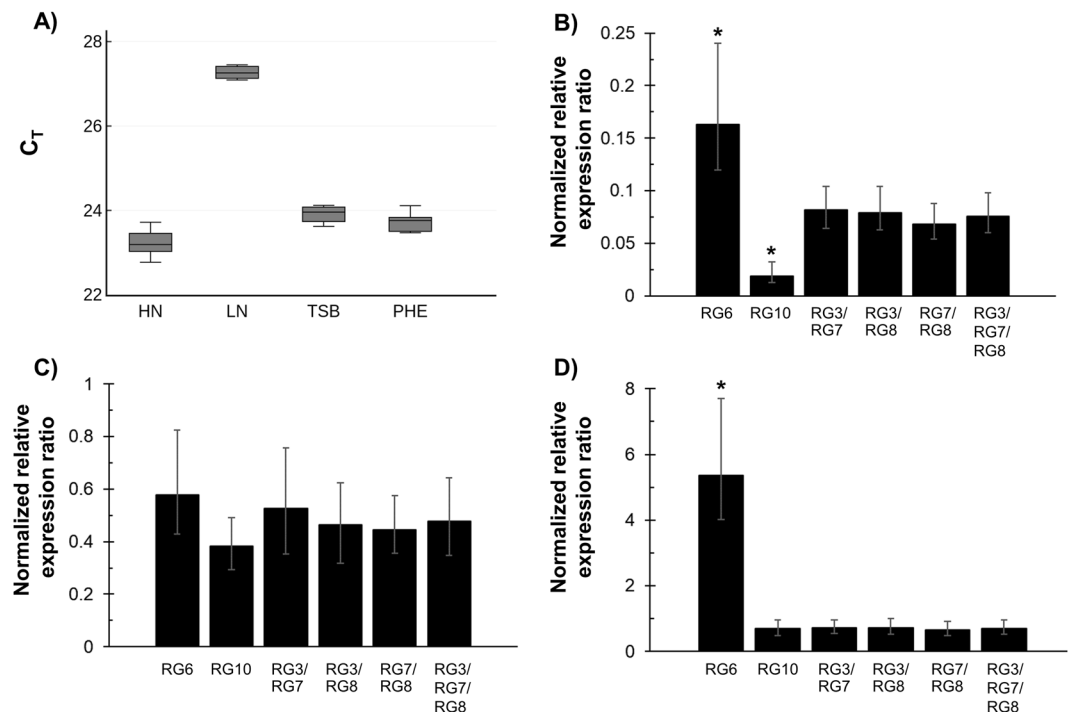 A)
C_T
28
26
24
22
HN LN TSB PHE
B)
Normalized relative
expression ratio
0.25
0.2
0.15
0.1
0.05
0
*
*
RG6 RG10 RG3/ RG3/ RG7/ RG3/
RG7 RG8 RG8 RG7/
RG8
C)
Normalized relative
expression ratio
1
0.8
0.6
0.4
0.2
0
RG6 RG10 RG3/ RG3/ RG7/ RG3/
RG7 RG8 RG8 RG7/
RG8
D)
Normalized relative
expression ratio
8
6
4
2
0
*
RG6 RG10 RG3/ RG3/ RG7/ RG3/
RG7 RG8 RG8 RG7/
RG8